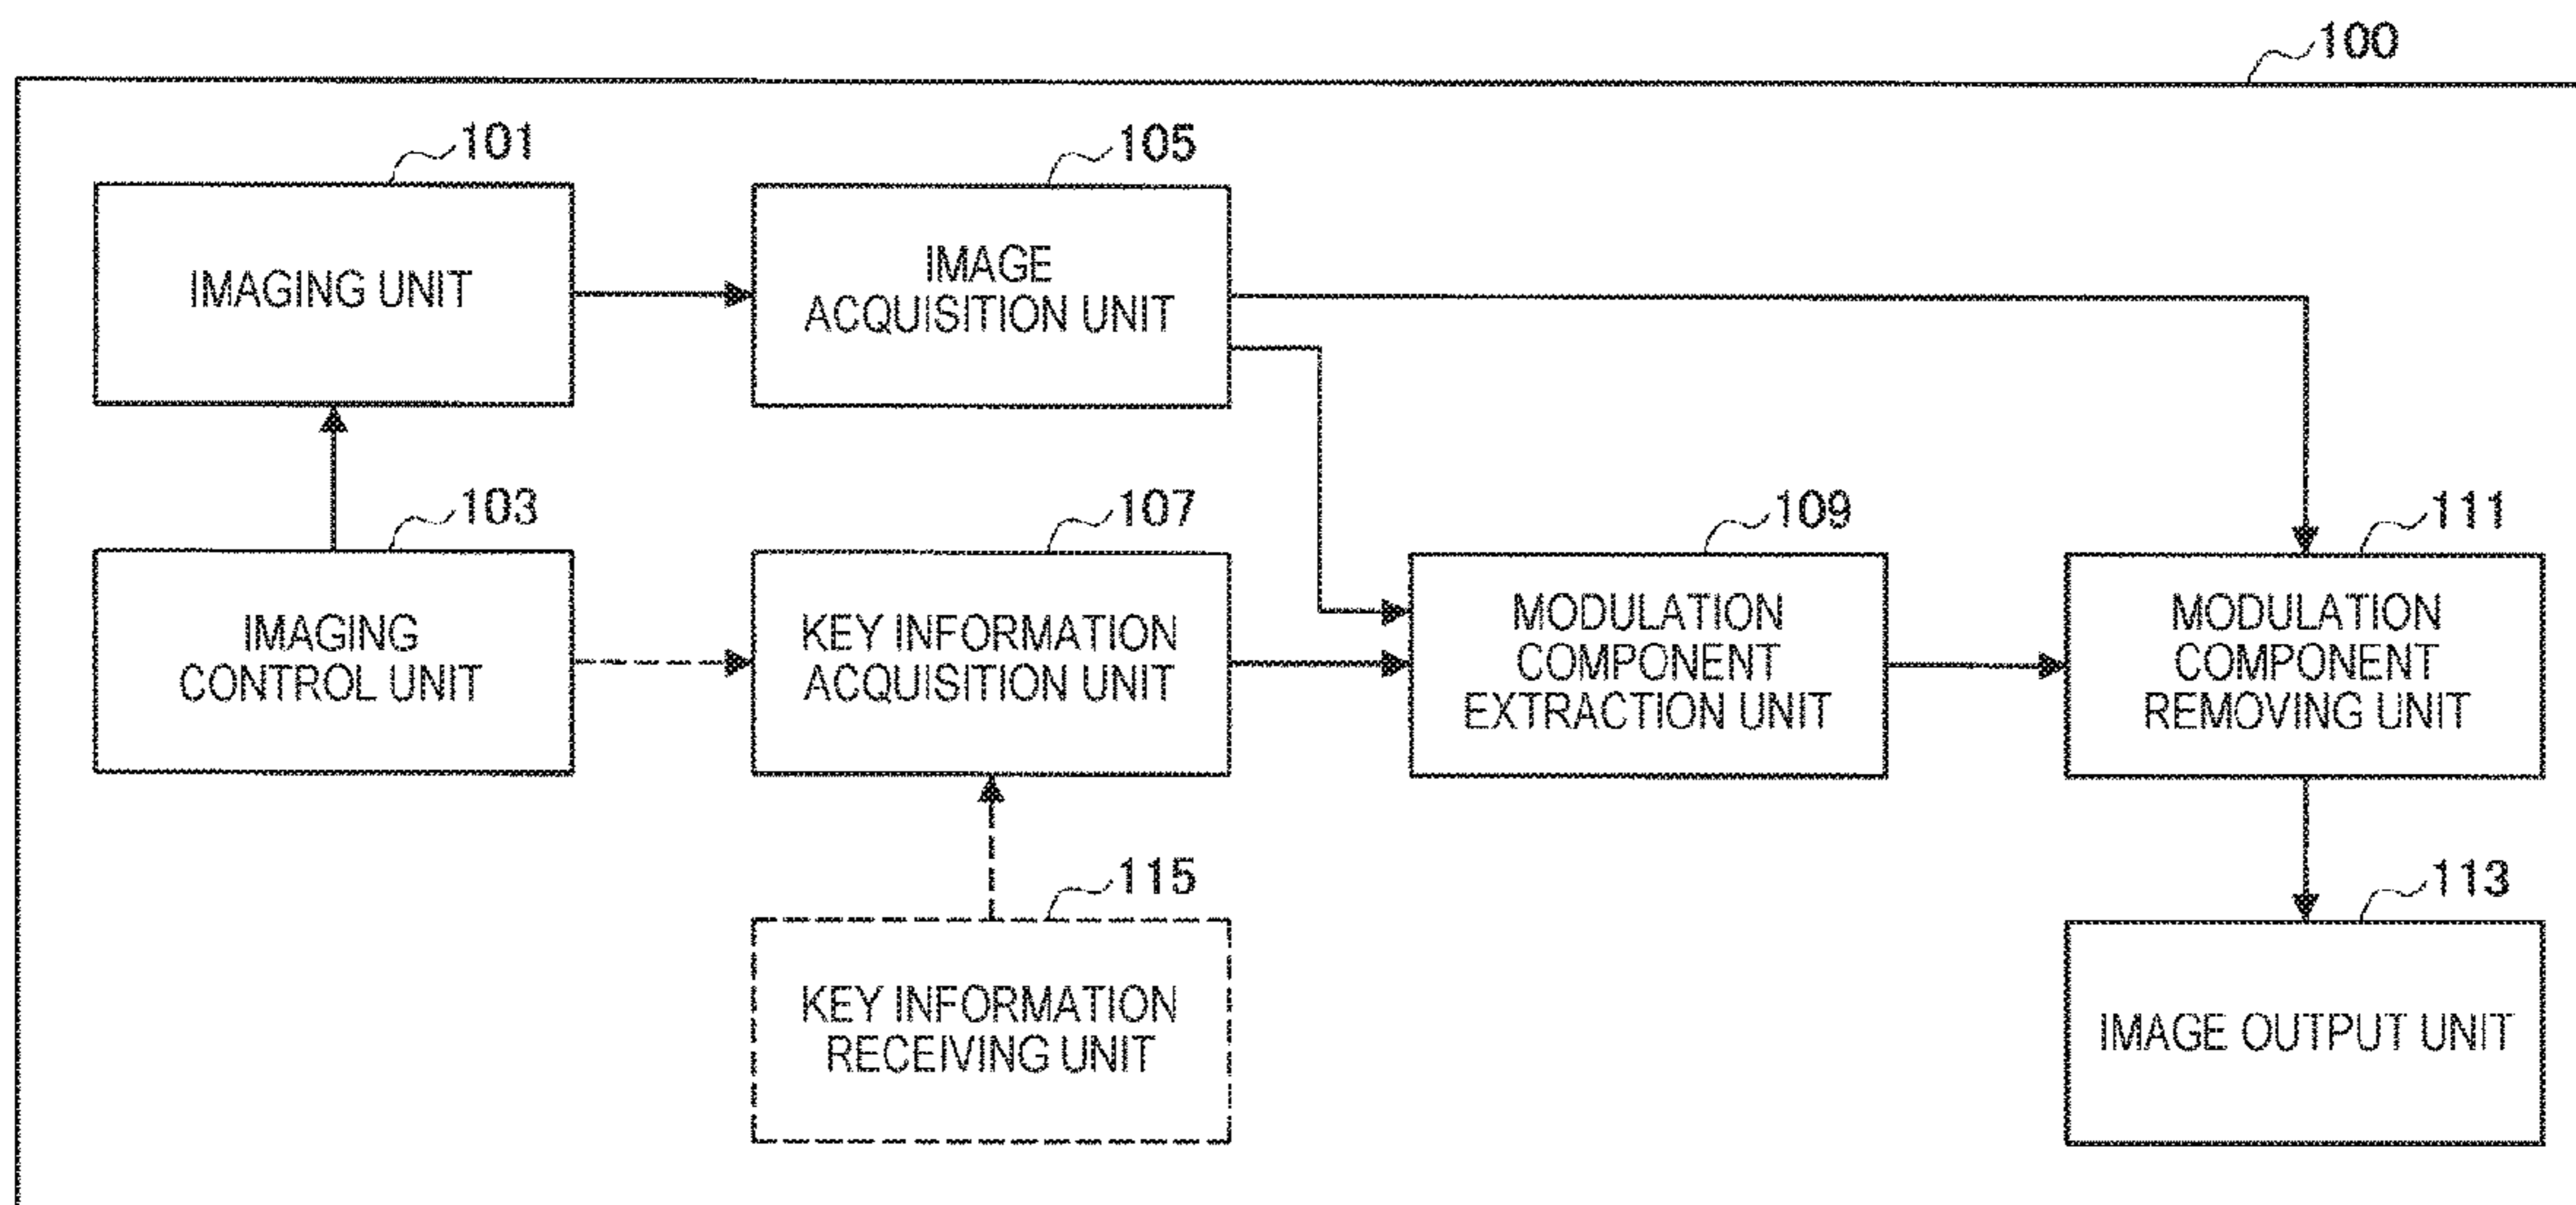 100
101
IMAGING UNIT
105
IMAGE
ACQUISITION UNIT
103
IMAGING
CONTROL UNIT
107
KEY INFORMATION
ACQUISITION UNIT
109
MODULATION
COMPONENT
EXTRACTION UNIT
111
MODULATION
COMPONENT
REMOVING UNIT
115
KEY INFORMATION
RECEIVING UNIT
113
IMAGE OUTPUT UNIT